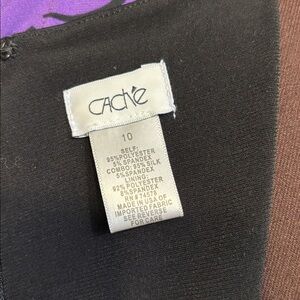 CACHÉ
10
SELF:
95%POLYESTER
5% SPANDEX
COMBO: 95% SILK
5%SPANDEX
LINING:
92%POLYESTER
8%SPANDEX
RN# 74578
MADE IN USA OF
IMPORTED FABRIC
SEE REVERSE
FOR CARE